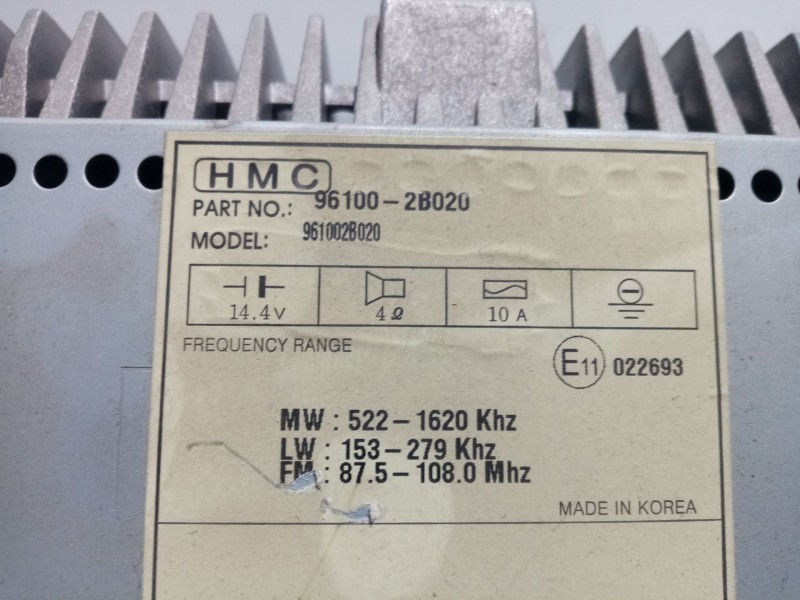 HMC
PART NO.: 96100-2B020
MODEL: 961002B020
14.4V 4Ω 10 A
FREQUENCY RANGE
E11 022693
MW : 522-1620 Khz
LW : 153-279 Khz
FM : 87.5-108.0 Mhz
MADE IN KOREA